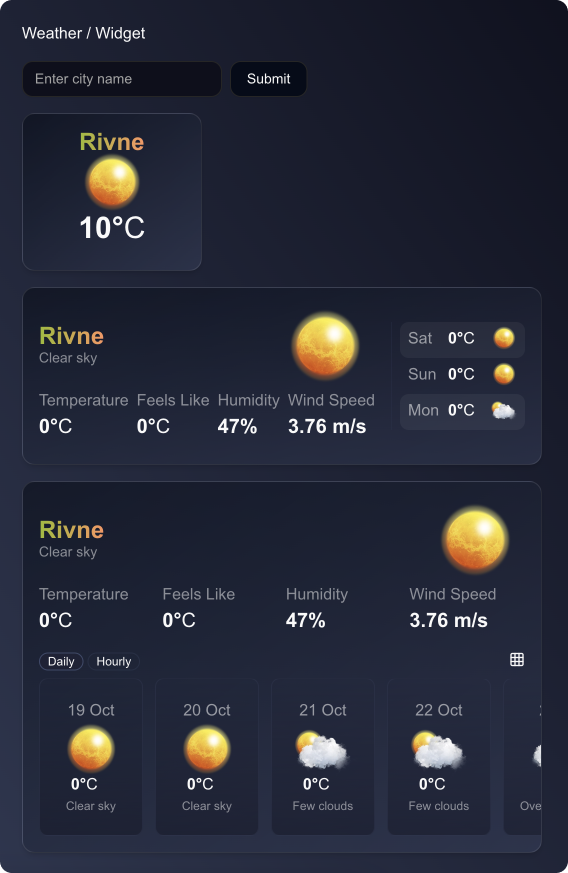 Weather / Widget
Enter city name
Submit
Rivne
10°C
Rivne
Clear sky
Temperature Feels Like Humidity Wind Speed
0°C 0°C 47% 3.76 m/s
Sat 0°C
Sun 0°C
Mon 0°C
Rivne
Clear sky
Temperature Feels Like Humidity Wind Speed
0°C 0°C 47% 3.76 m/s
Daily Hourly
19 Oct 20 Oct 21 Oct 22 Oct
0°C 0°C 0°C 0°C
Clear sky Clear sky Few clouds Few clouds